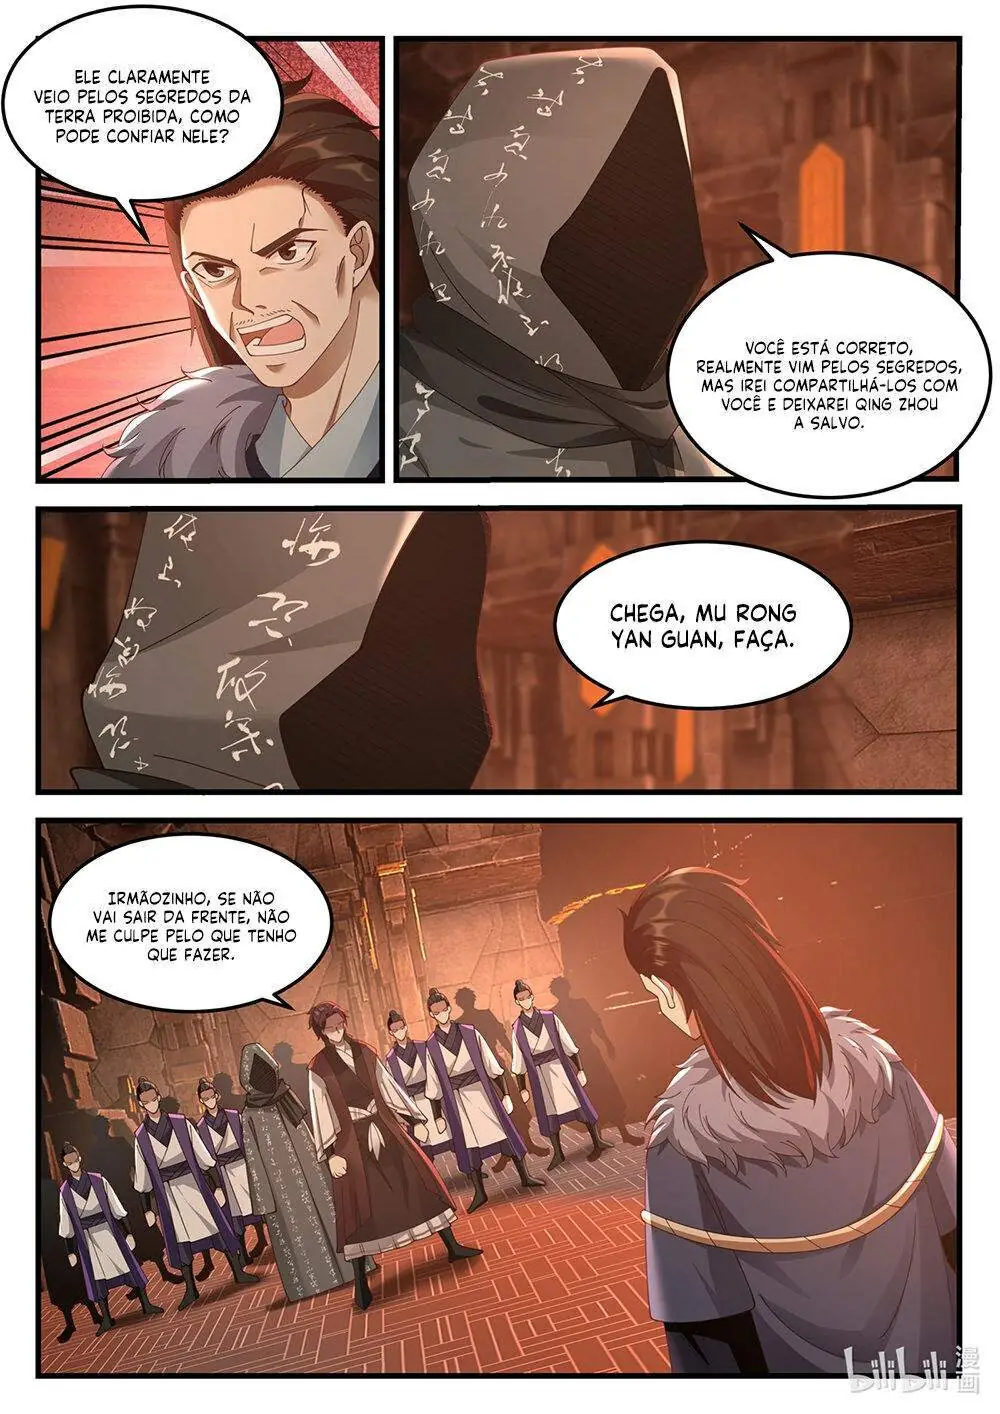 ELE CLARAMENTE
VEIO PELOS SEGREDOS DA
TERRA PROIBIDA, COMO
PODE CONFIAR NELE?
VOCÊ ESTÁ CORRETO,
REALMENTE VIM PELOS SEGREDOS,
MAS IREI COMPARTILHÁ-LOS COM
VOCÊ E DEIXAREI QING ZHOU
A SALVO.
CHEGA, MU RONG
YAN GUAN, FAÇA.
IRMÃOZINHO, SE NÃO
VAI SAIR DA FRENTE, NÃO
ME CULPE PELO QUE TENHO
QUE FAZER.
bilibili 漫画